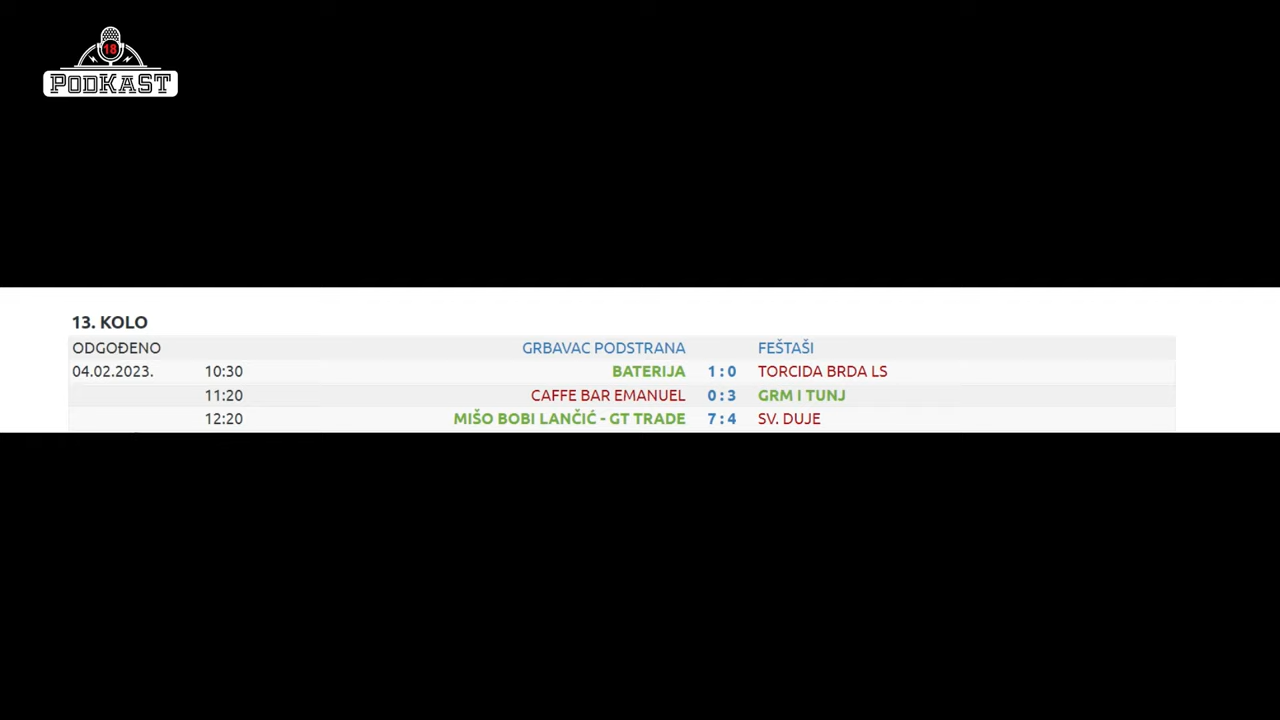 18
PODKAST
13. KOLO
ODGOĐENO GRBAVAC PODSTRANA FEŠTAŠI
04.02.2023. 10:30 BATERIJA 1 : 0 TORCIDA BRDA LS
11:20 CAFFE BAR EMANUEL 0 : 3 GRM I TUNJ
12:20 MIŠO BOBI LANČIĆ - GT TRADE 7 : 4 SV. DUJE